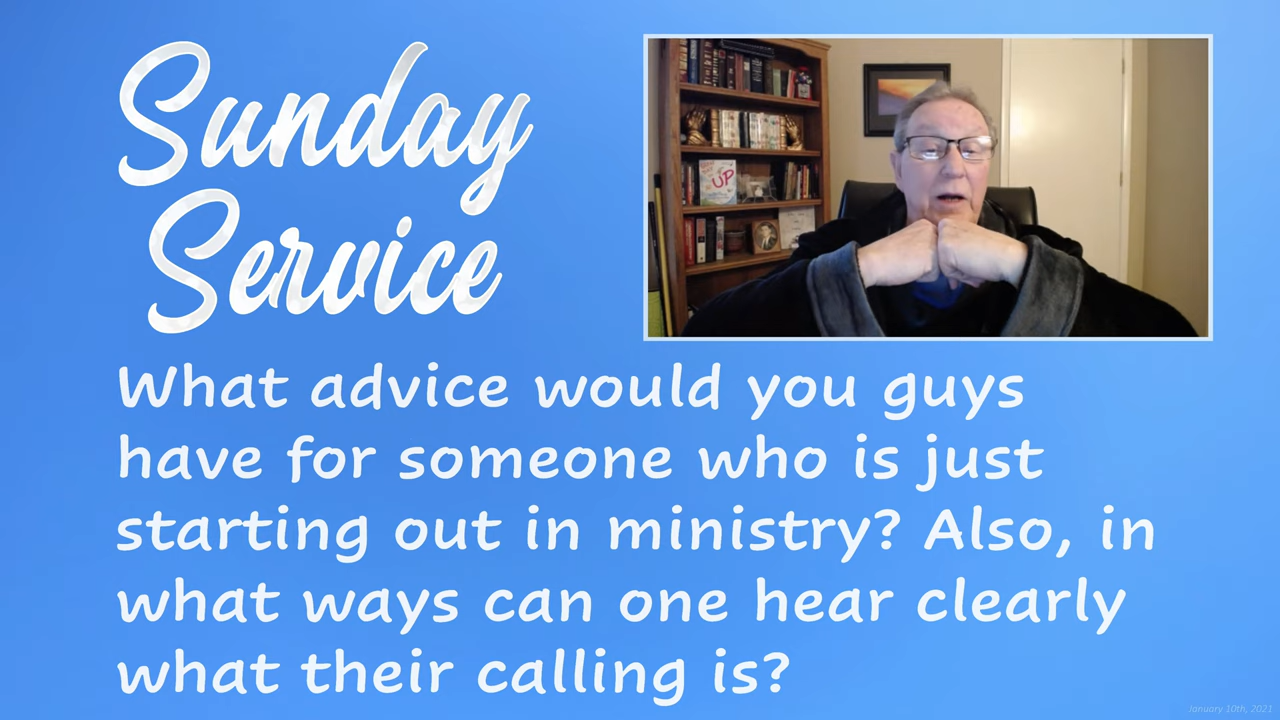 Sunday
Service
UP
What advice would you guys
have for someone who is just
starting out in ministry? Also, in
what ways can one hear clearly
what their calling is?
January 10th, 2021